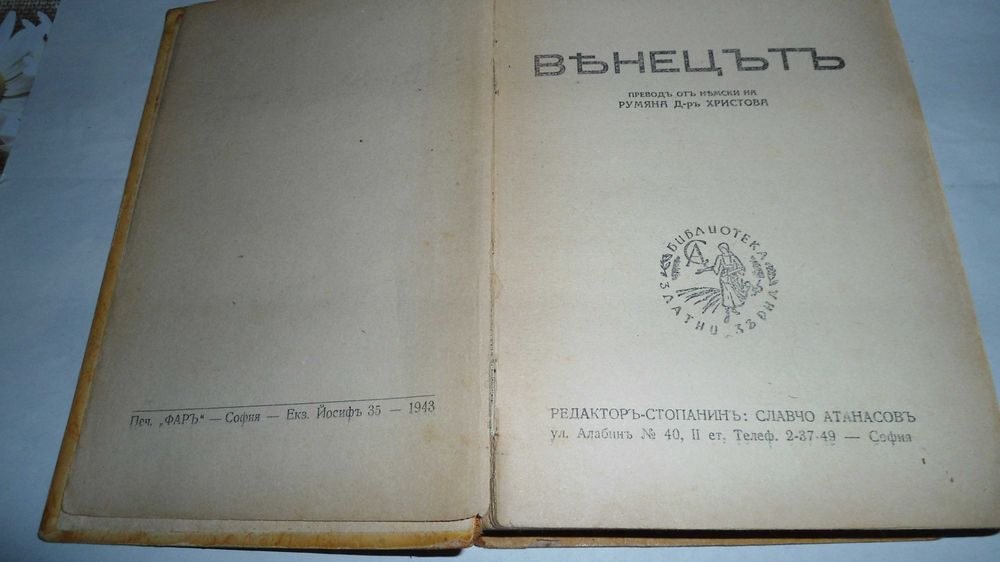 Печ. „ФАРЪ“ — София — Екз. Йосифъ 35 — 1943
ВѢНЕЦЪТЪ
ПРЕВОДЪ ОТЪ НѢМСКИ НА
РУМЯНА Д-ръ ХРИСТОВА
БИБЛИОТЕКА
СА
ЗЛАТНО ЗЪРНО
РЕДАКТОРЪ-СТОПАНИНЪ: СЛАВЧО АТАНАСОВЪ
ул. Алабинъ № 40, II ет. Телеф. 2-37-49 — София